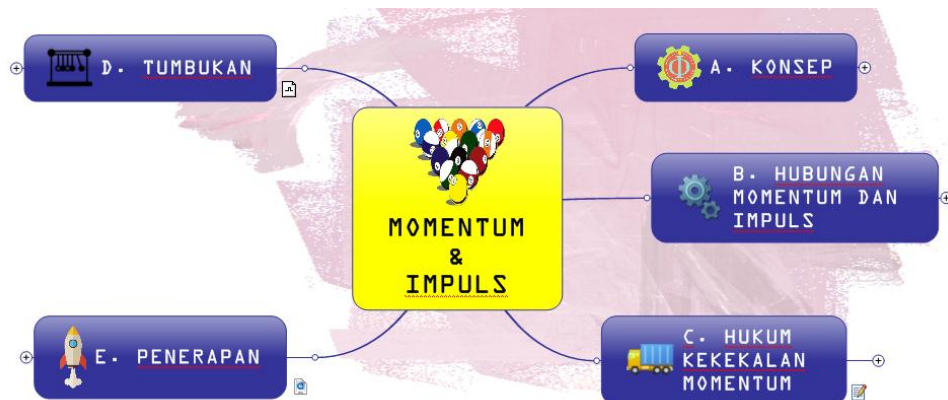 MOMENTUM
&
IMPULS
A. KONSEP
B. HUBUNGAN
MOMENTUM DAN
IMPULS
C. HUKUM
KEKEKALAN
MOMENTUM
D. TUMBUKAN
E. PENERAPAN